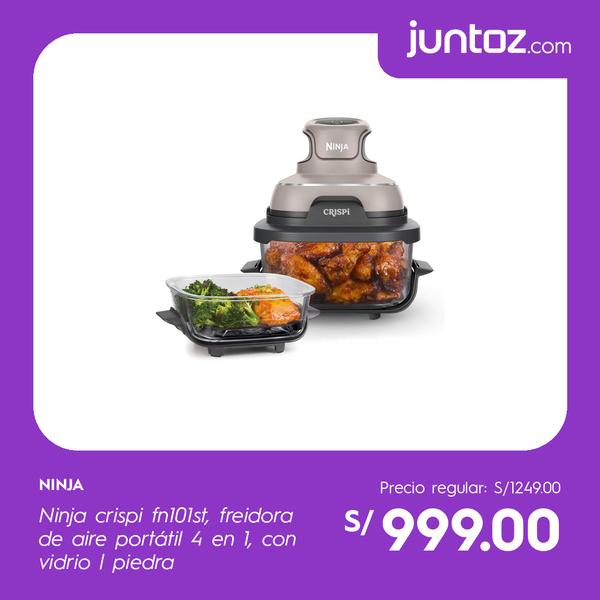 juntoz.com
NINJA
CRISPi
NINJA
Ninja crispi fn101st, freidora
de aire portátil 4 en 1, con
vidrio | piedra
Precio regular: S/1249.00
S/ 999.00